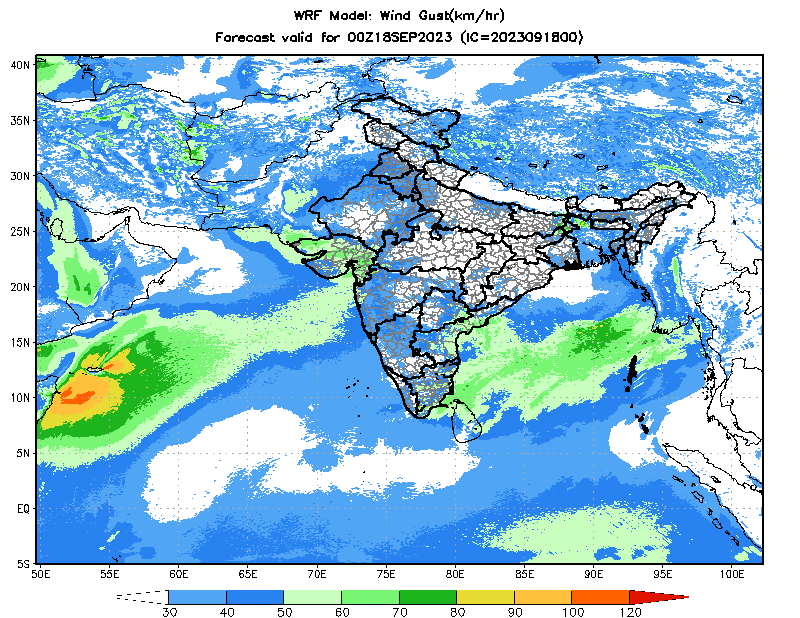 WRF Model: Wind Gust(km/hr)
Forecast valid for 00Z18SEP2023 (IC=2023091800)
40N
35N
30N
25N
20N
15N
10N
5N
EQ
5S
50E 55E 60E 65E 70E 75E 80E 85E 90E 95E 100E
30 40 50 60 70 80 90 100 120